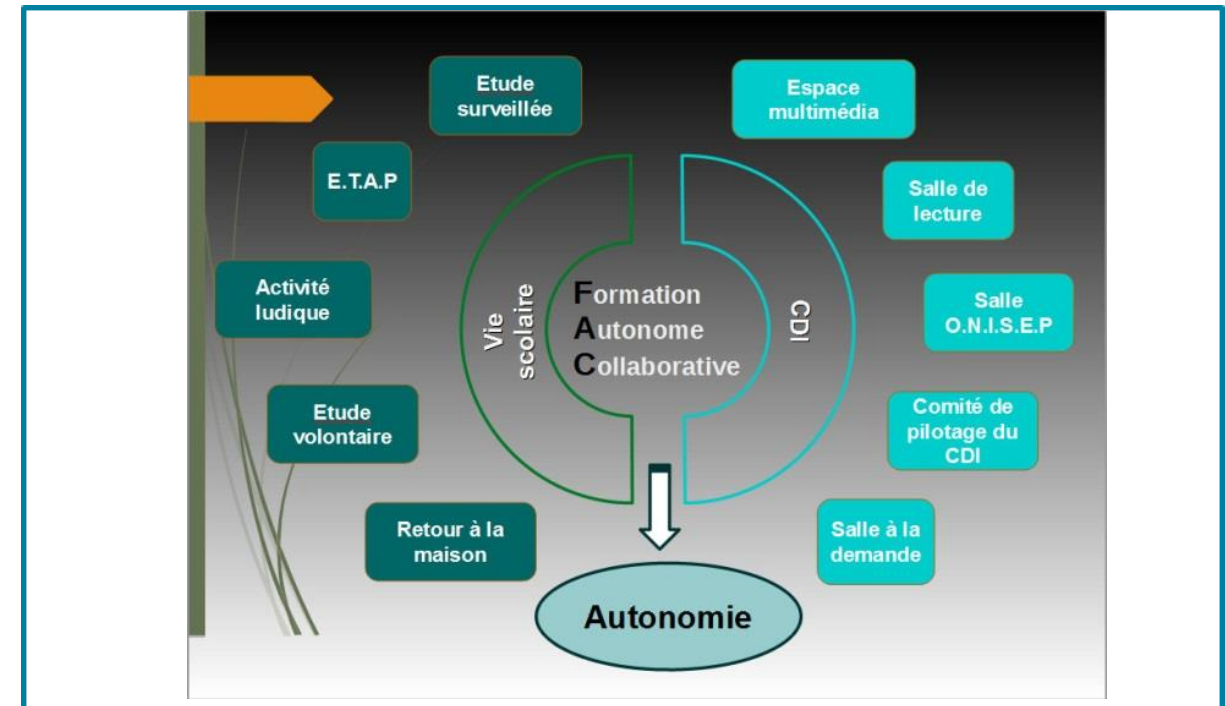 Etude
surveillée
E.T.A.P
Activité
ludique
Etude
volontaire
Retour à la
maison
Vie
scolaire
Formation
Autonome
Collaborative
CDI
Espace
multimédia
Salle de
lecture
Salle
O.N.I.S.E.P
Comité de
pilotage du
CDI
Salle à la
demande
Autonomie